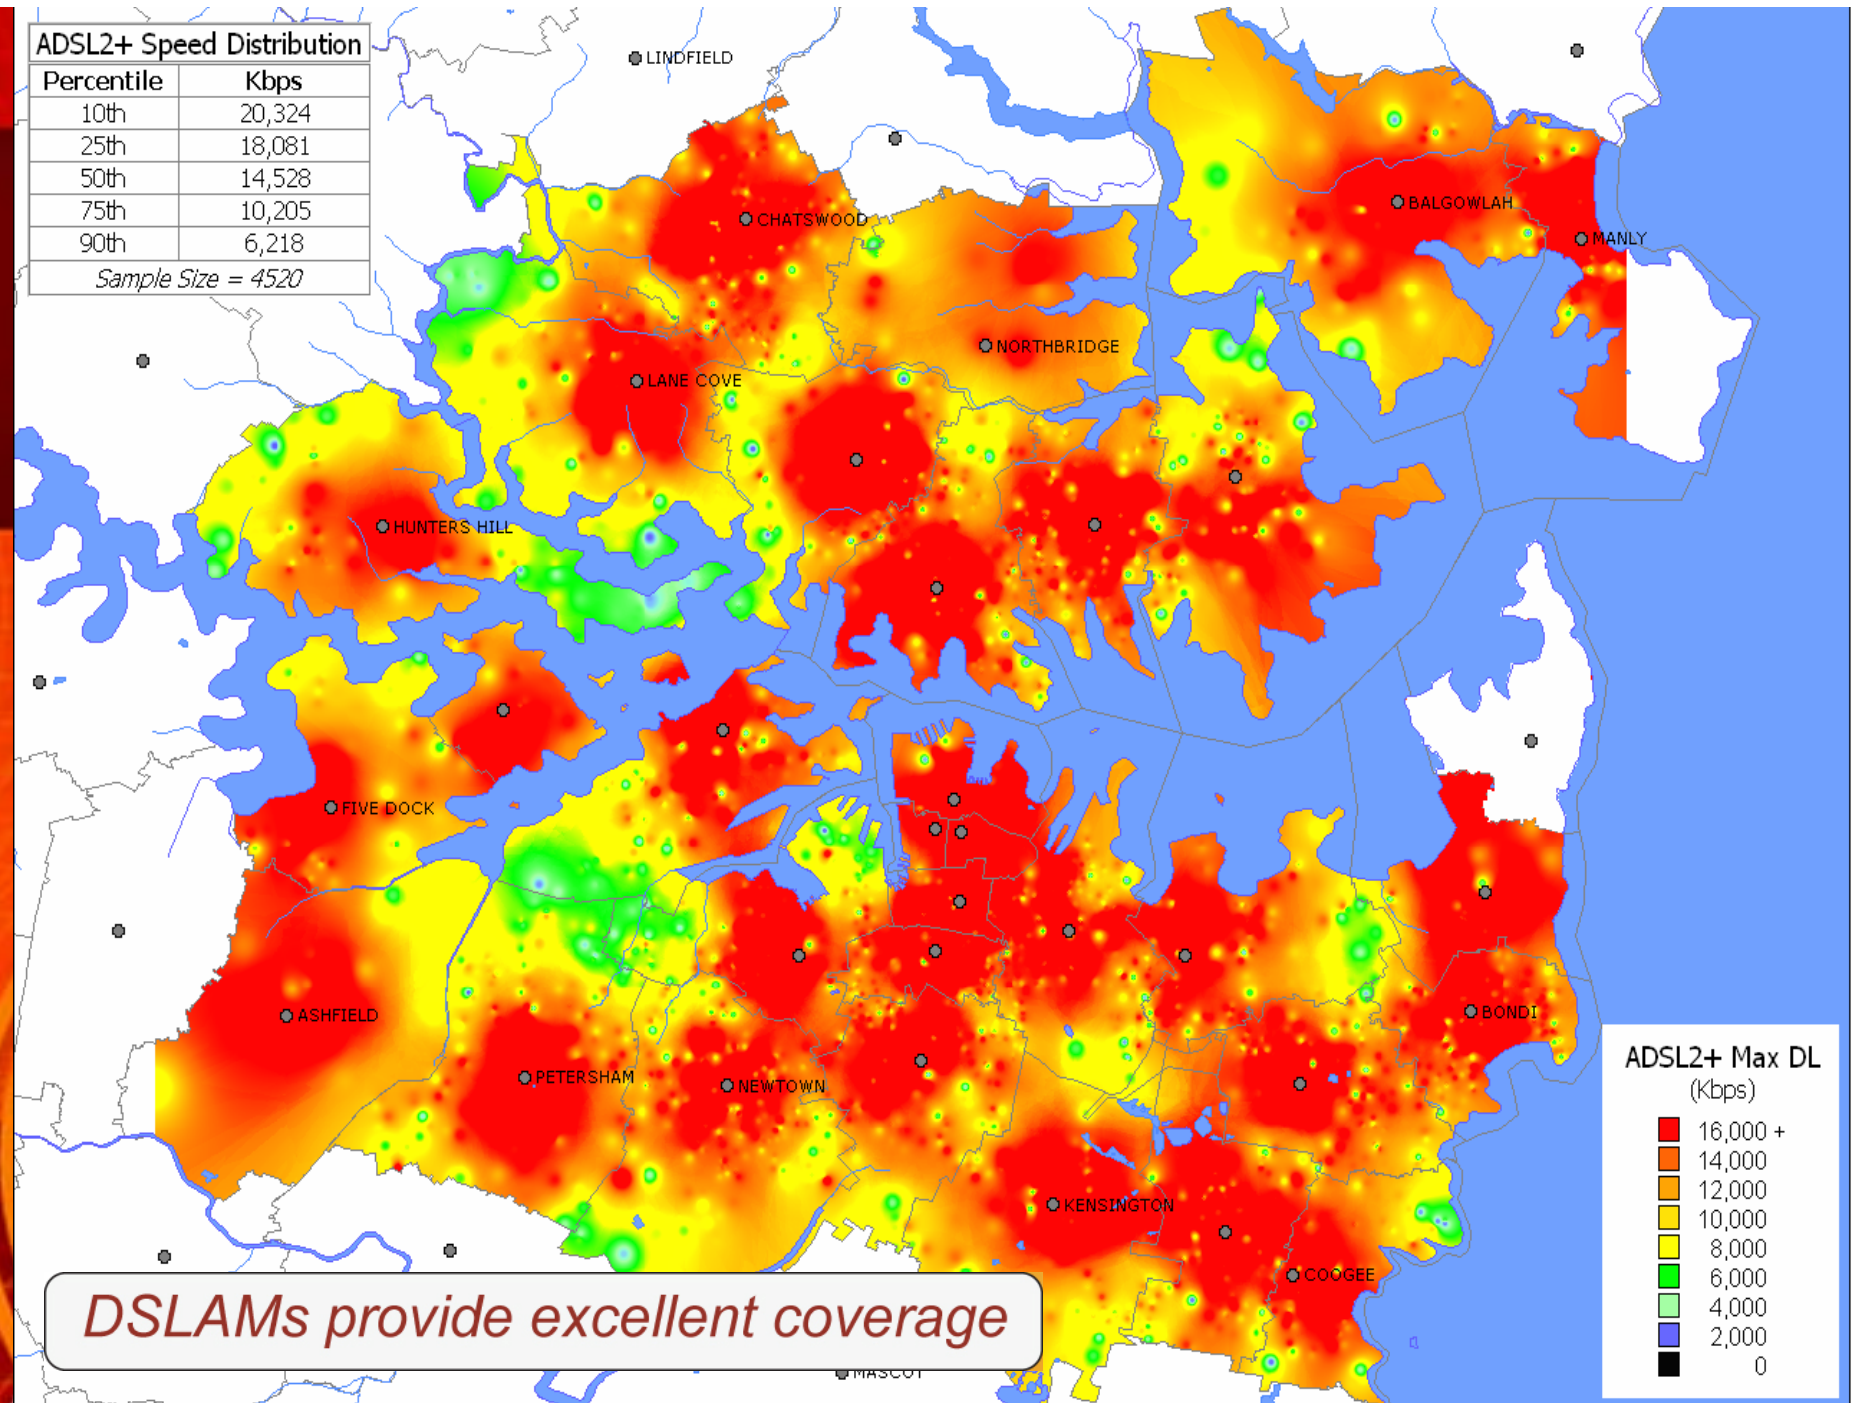 ADSL2+ Speed Distribution
Percentile Kbps
10th 20,324
25th 18,081
50th 14,528
75th 10,205
90th 6,218
Sample Size = 4520
LINDFIELD
CHATSWOOD
BALGOWLAH
MANLY
NORTHBRIDGE
LANE COVE
HUNTERS HILL
FIVE DOCK
ASHFIELD
BONDI
PETERSHAM
NEWTOWN
KENSINGTON
COOGEE
MASCOT
DSLAMs provide excellent coverage
ADSL2+ Max DL
(Kbps)
16,000 +
14,000
12,000
10,000
8,000
6,000
4,000
2,000
0